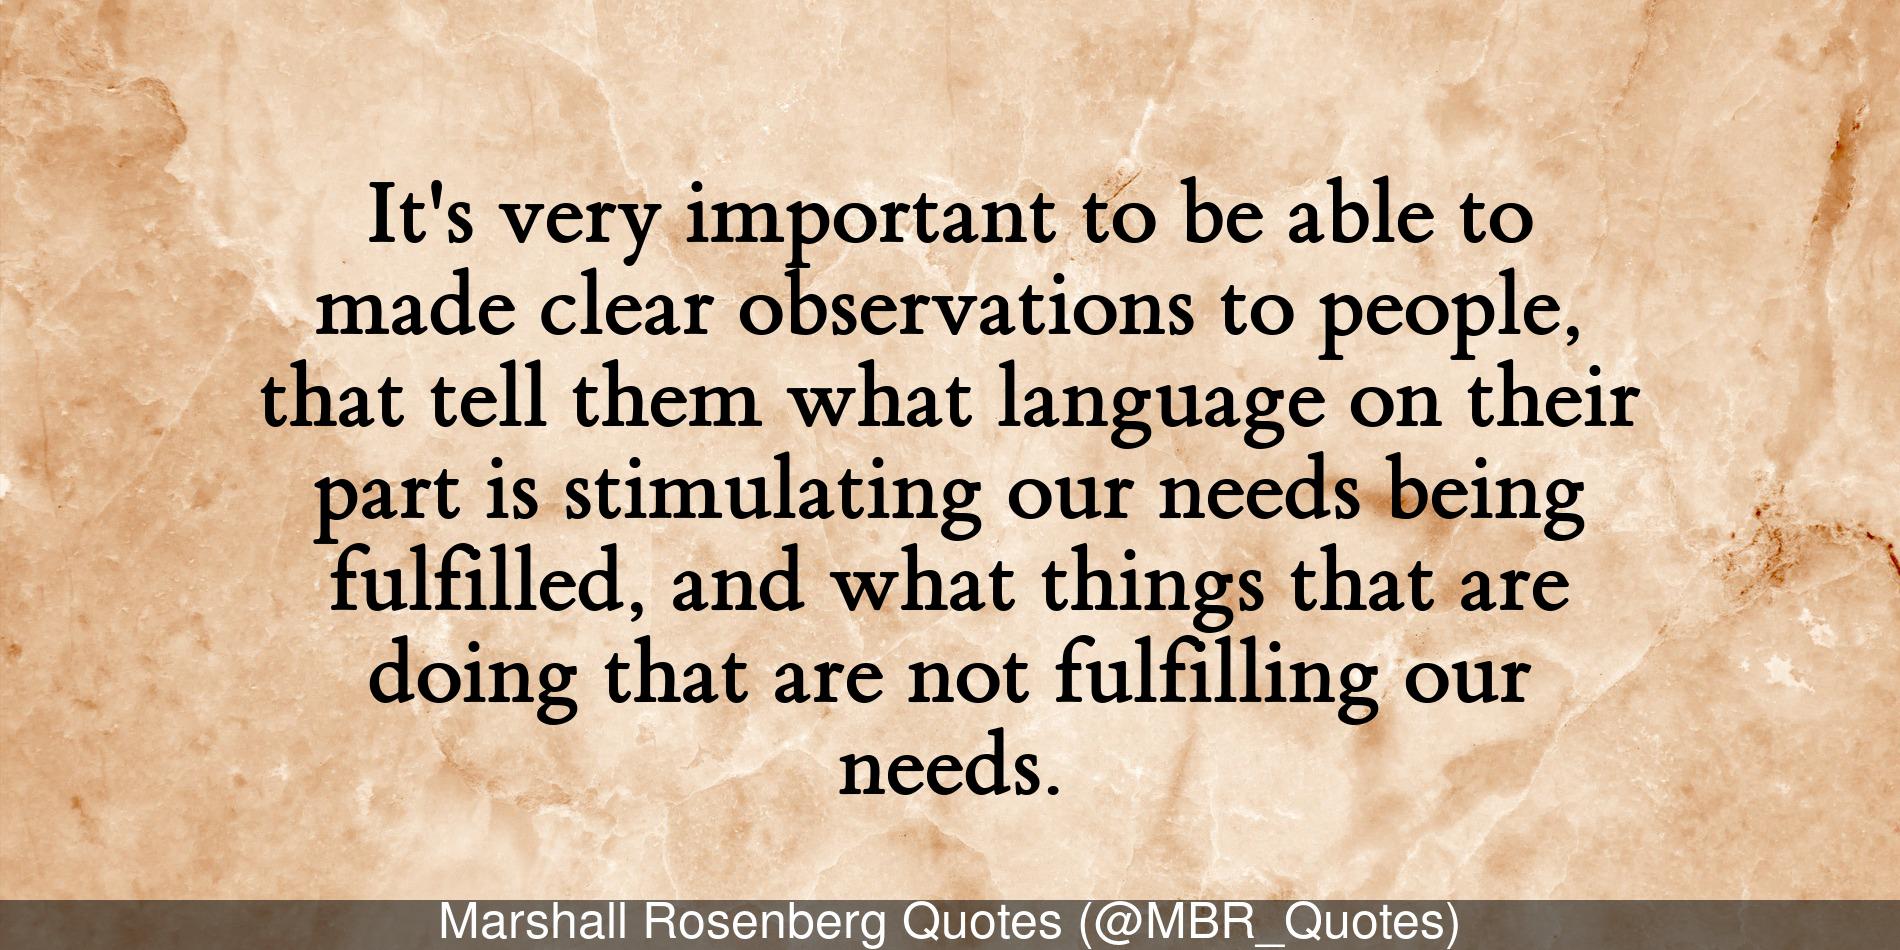 It's very important to be able to
made clear observations to people,
that tell them what language on their
part is stimulating our needs being
fulfilled, and what things that are
doing that are not fulfilling our
needs.
Marshall Rosenberg Quotes (@MBR_Quotes)